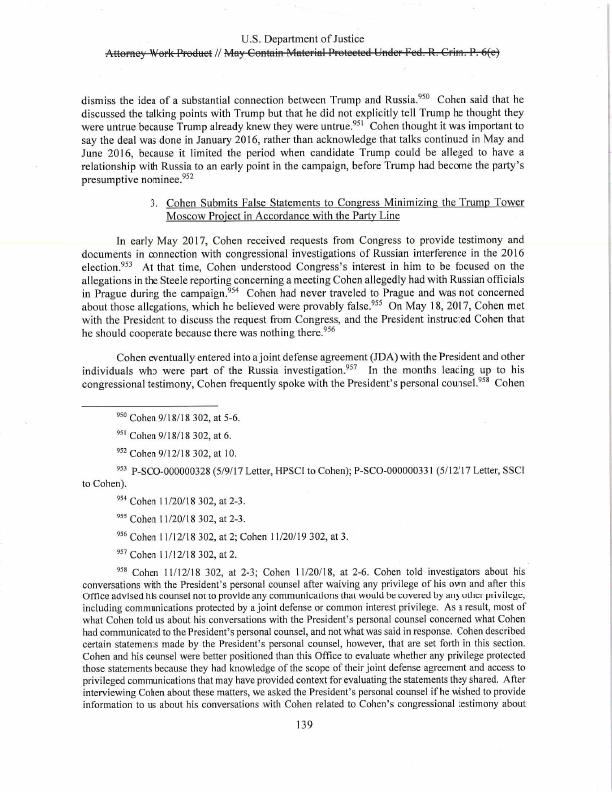 U.S. Department of Justice
Attorney Work Product // May Contain Material Protected Under Fed. R. Crim. P. 6(e)
dismiss the idea of a substantial connection between Trump and Russia.950 Cohen said that he
discussed the talking points with Trump but that he did not explicitly tell Trump he thought they
were untrue because Trump already knew they were untrue.951 Cohen thought it was important to
say the deal was done in January 2016, rather than acknowledge that talks continued in May and
June 2016, because it limited the period when candidate Trump could be alleged to have a
relationship with Russia to an early point in the campaign, before Trump had become the party's
presumptive nominee.952
3. Cohen Submits False Statements to Congress Minimizing the Trump Tower
Moscow Project in Accordance with the Party Line
In early May 2017, Cohen received requests from Congress to provide testimony and
documents in connection with congressional investigations of Russian interference in the 2016
election.953 At that time, Cohen understood Congress's interest in him to be focused on the
allegations in the Steele reporting concerning a meeting Cohen allegedly had with Russian officials
in Prague during the campaign.954 Cohen had never traveled to Prague and was not concerned
about those allegations, which he believed were provably false.955 On May 18, 2017, Cohen met
with the President to discuss the request from Congress, and the President instructed Cohen that
he should cooperate because there was nothing there.956
Cohen eventually entered into a joint defense agreement (JDA) with the President and other
individuals who were part of the Russia investigation.957 In the months leading up to his
congressional testimony, Cohen frequently spoke with the President's personal counsel.958 Cohen
950 Cohen 9/18/18 302, at 5-6.
951 Cohen 9/18/18 302, at 6.
952 Cohen 9/12/18 302, at 10.
953 P-SCO-000000328 (5/9/17 Letter, HPSCI to Cohen); P-SCO-000000331 (5/12/17 Letter, SSCI
to Cohen).
954 Cohen 11/20/18 302, at 2-3.
955 Cohen 11/20/18 302, at 2-3.
956 Cohen 11/12/18 302, at 2; Cohen 11/20/19 302, at 3.
957 Cohen 11/12/18 302, at 2.
958 Cohen 11/12/18 302, at 2-3; Cohen 11/20/18, at 2-6. Cohen told investigators about his
conversations with the President's personal counsel after waiving any privilege of his own and after this
Office advised his counsel not to provide any communications that would be covered by any other privilege,
including communications protected by a joint defense or common interest privilege. As a result, most of
what Cohen told us about his conversations with the President's personal counsel concerned what Cohen
had communicated to the President's personal counsel, and not what was said in response. Cohen described
certain statements made by the President's personal counsel, however, that are set forth in this section.
Cohen and his counsel were better positioned than this Office to evaluate whether any privilege protected
those statements because they had knowledge of the scope of their joint defense agreement and access to
privileged communications that may have provided context for evaluating the statements they shared. After
interviewing Cohen about these matters, we asked the President's personal counsel if he wished to provide
information to us about his conversations with Cohen related to Cohen's congressional testimony about
139